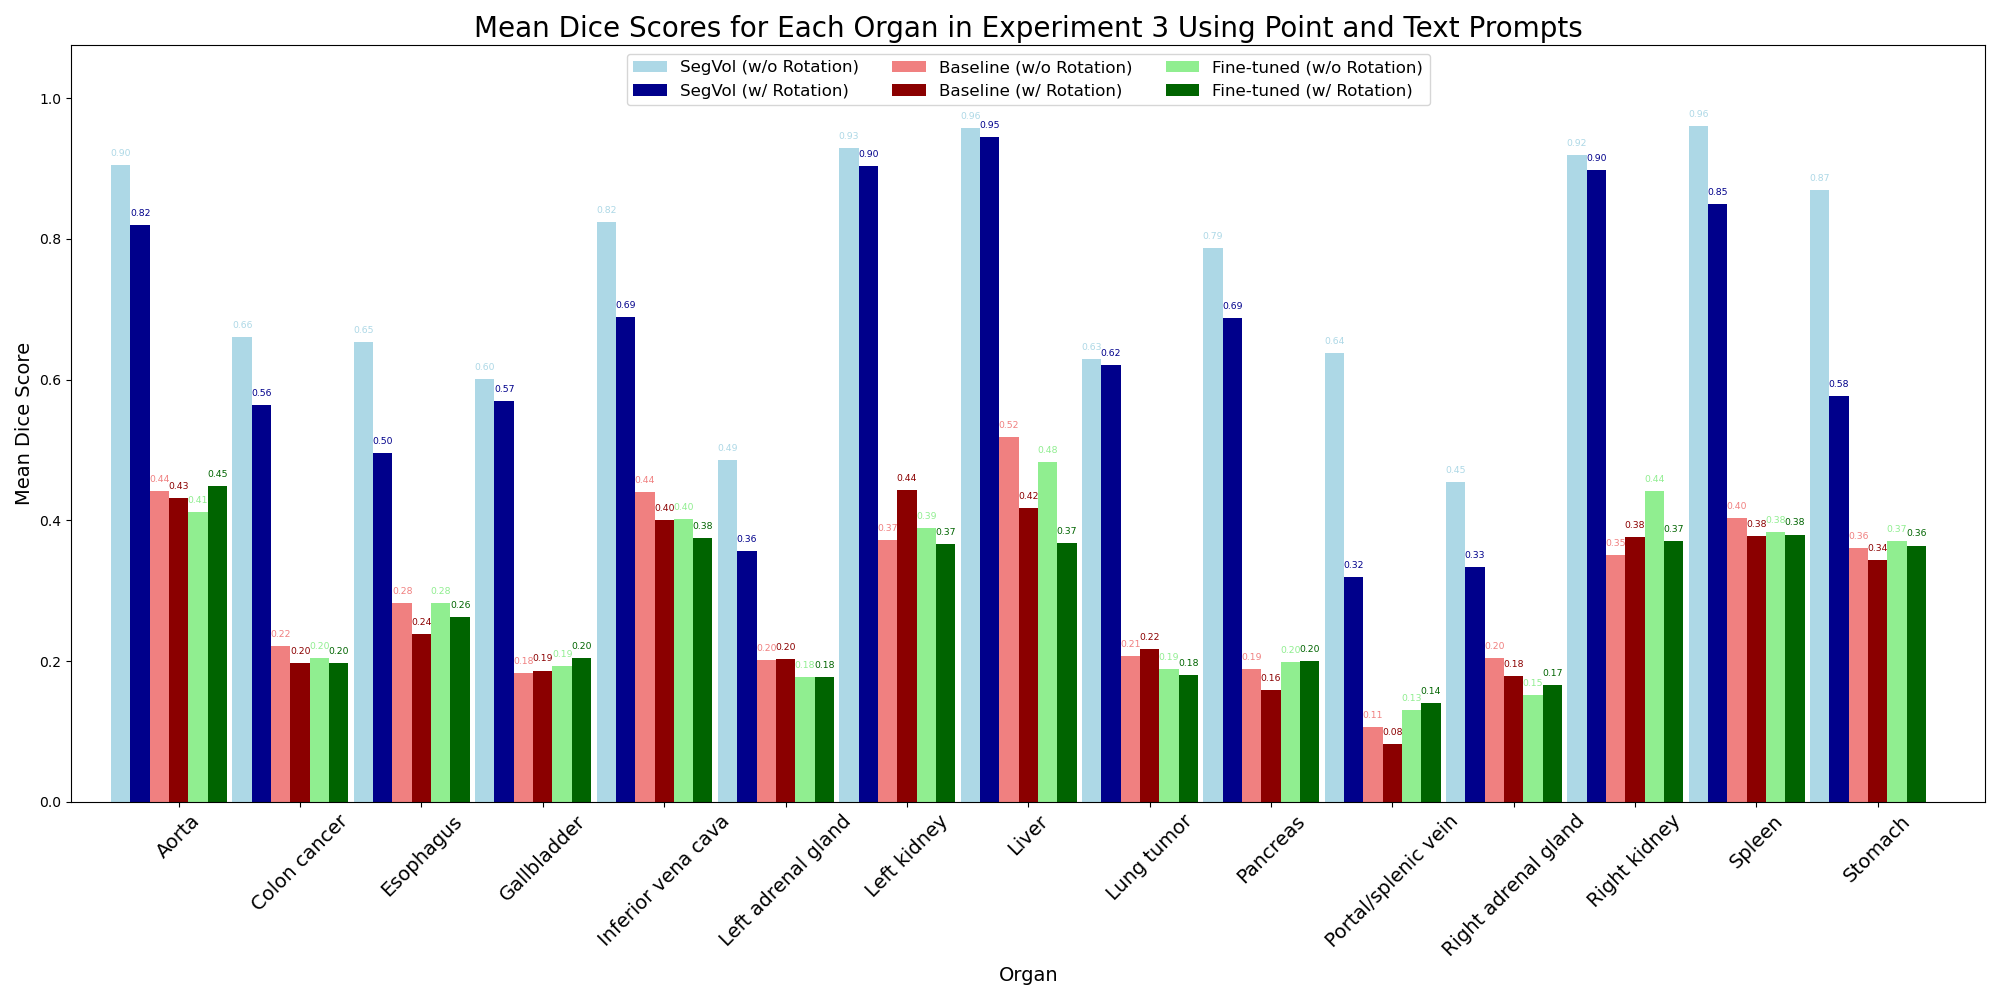 Mean Dice Scores for Each Organ in Experiment 3 Using Point and Text Prompts
SegVol (w/o Rotation) Baseline (w/o Rotation) Fine-tuned (w/o Rotation)
SegVol (w/ Rotation) Baseline (w/ Rotation) Fine-tuned (w/ Rotation)
Mean Dice Score
1.0
0.8
0.6
0.4
0.2
0.0
0.90 0.82 0.44 0.43 0.41 0.45
0.66 0.56 0.22 0.20 0.20 0.20
0.65 0.50 0.28 0.24 0.28 0.26
0.60 0.57 0.18 0.19 0.19 0.20
0.82 0.69 0.44 0.40 0.40 0.38
0.49 0.36 0.20 0.20 0.18 0.18
0.93 0.90 0.37 0.44 0.39 0.37
0.96 0.95 0.52 0.42 0.48 0.37
0.63 0.62 0.21 0.22 0.19 0.18
0.79 0.69 0.19 0.16 0.20 0.20
0.64 0.32 0.11 0.08 0.13 0.14
0.45 0.33 0.20 0.18 0.15 0.17
0.92 0.90 0.35 0.38 0.44 0.37
0.96 0.85 0.40 0.38 0.38 0.38
0.87 0.58 0.36 0.34 0.37 0.36
Aorta
Colon cancer
Esophagus
Gallbladder
Inferior vena cava
Left adrenal gland
Left kidney
Liver
Lung tumor
Pancreas
Portal/splenic vein
Right adrenal gland
Right kidney
Spleen
Stomach
Organ